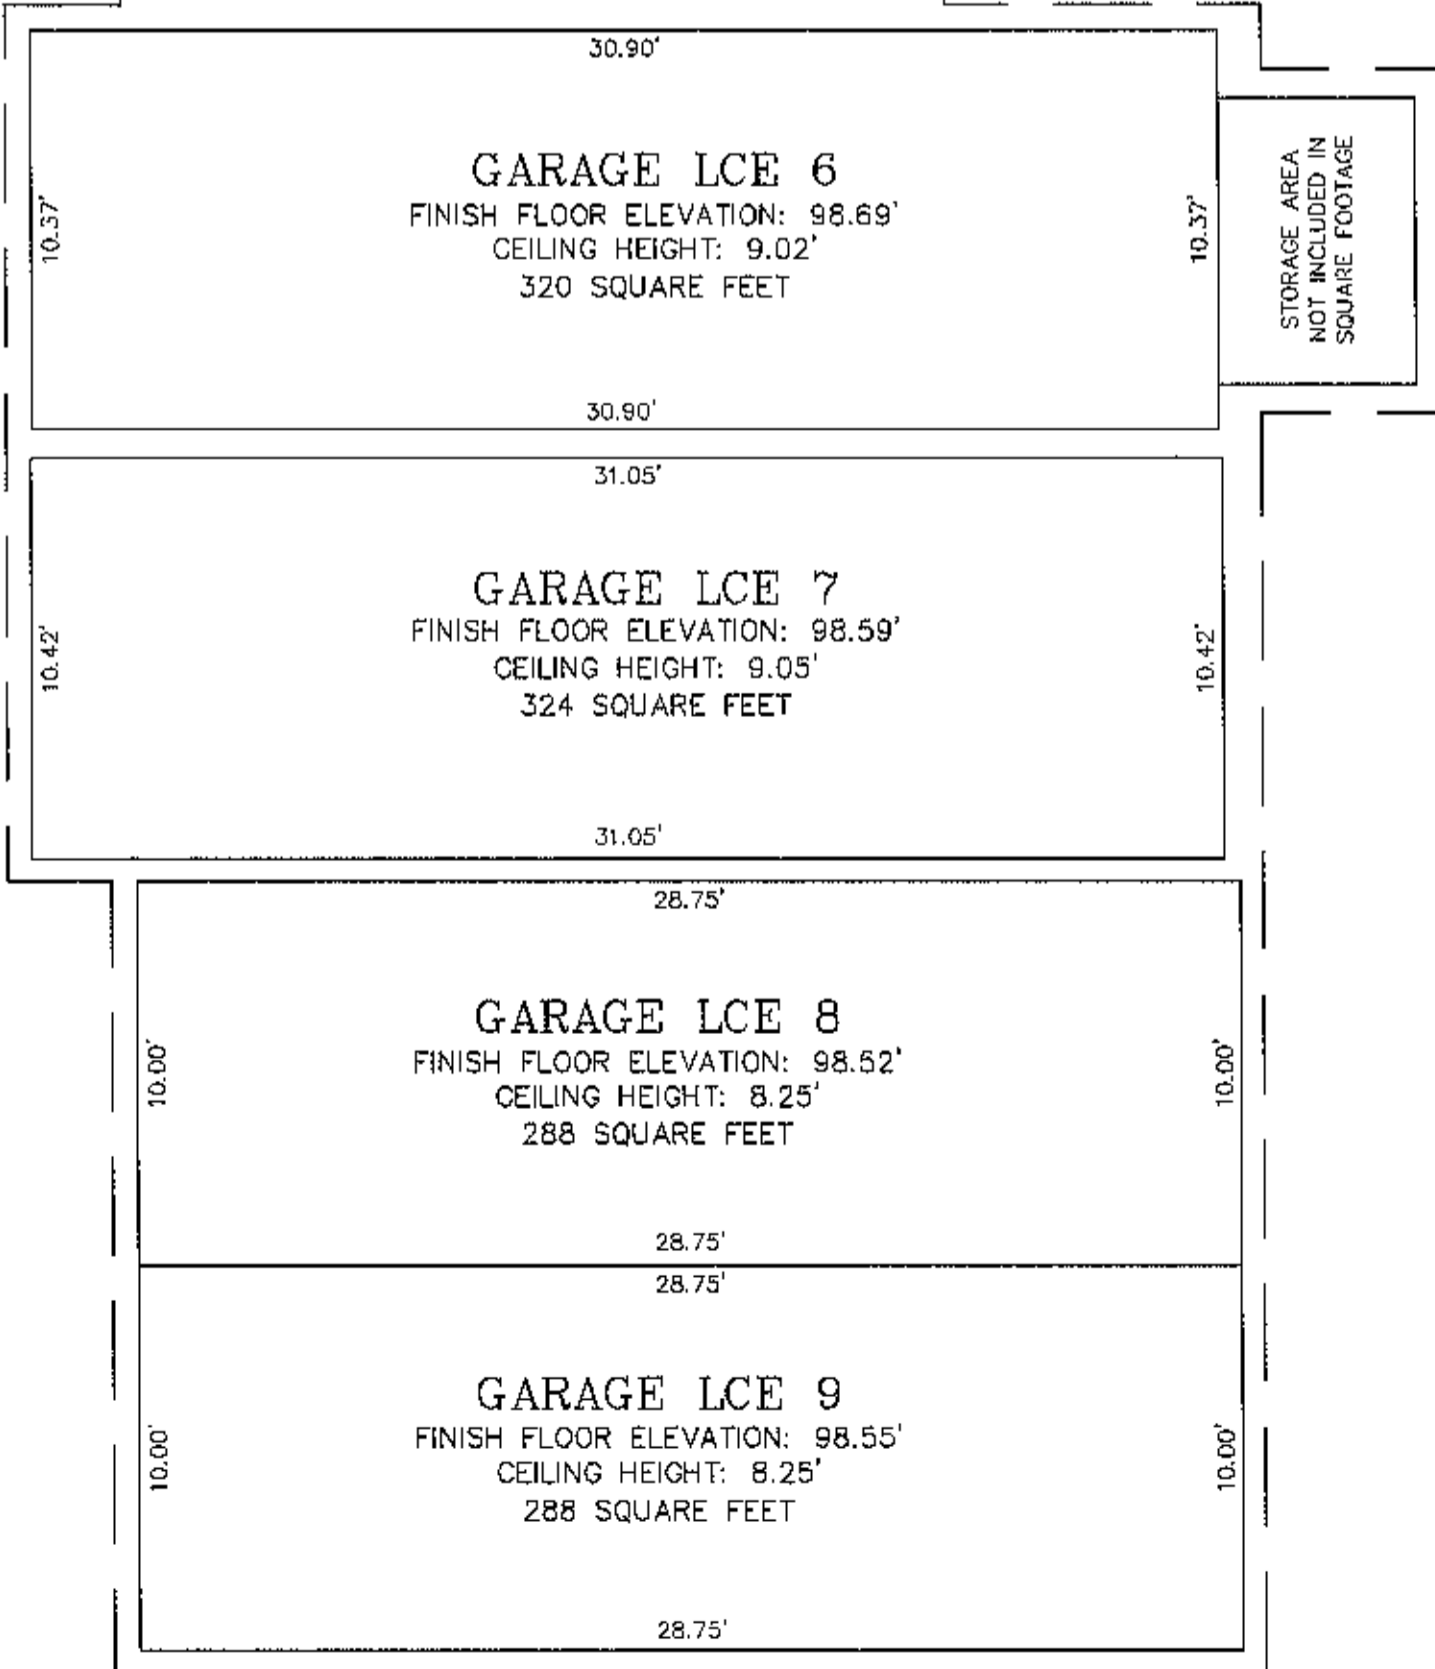 30.90'
GARAGE LCE 6
FINISH FLOOR ELEVATION: 98.69'
CEILING HEIGHT: 9.02'
320 SQUARE FEET
10.37'
10.37'
30.90'
STORAGE AREA
NOT INCLUDED IN
SQUARE FOOTAGE
31.05'
GARAGE LCE 7
FINISH FLOOR ELEVATION: 98.59'
CEILING HEIGHT: 9.05'
324 SQUARE FEET
10.42'
10.42'
31.05'
28.75'
GARAGE LCE 8
FINISH FLOOR ELEVATION: 98.52'
CEILING HEIGHT: 8.25'
288 SQUARE FEET
10.00'
10.00'
28.75'
28.75'
GARAGE LCE 9
FINISH FLOOR ELEVATION: 98.55'
CEILING HEIGHT: 8.25'
288 SQUARE FEET
10.00'
10.00'
28.75'